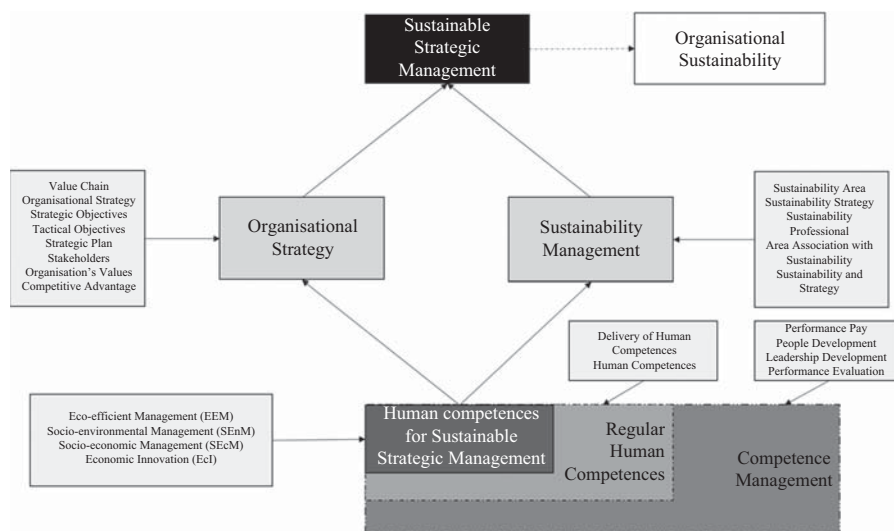 Sustainable
Strategic
Management
Organisational
Sustainability
Value Chain
Organisational Strategy
Strategic Objectives
Tactical Objectives
Strategic Plan
Stakeholders
Organisation's Values
Competitive Advantage
Organisational
Strategy
Sustainability
Management
Sustainability Area
Sustainability Strategy
Sustainability
Professional
Area Association with
Sustainability
Sustainability and
Strategy
Delivery of Human
Competences
Human Competences
Performance Pay
People Development
Leadership Development
Performance Evaluation
Eco-efficient Management (EEM)
Socio-environmental Management (SEnM)
Socio-economic Management (SEcM)
Economic Innovation (EcI)
Human competences
for Sustainable
Strategic Management
Regular
Human
Competences
Competence
Management